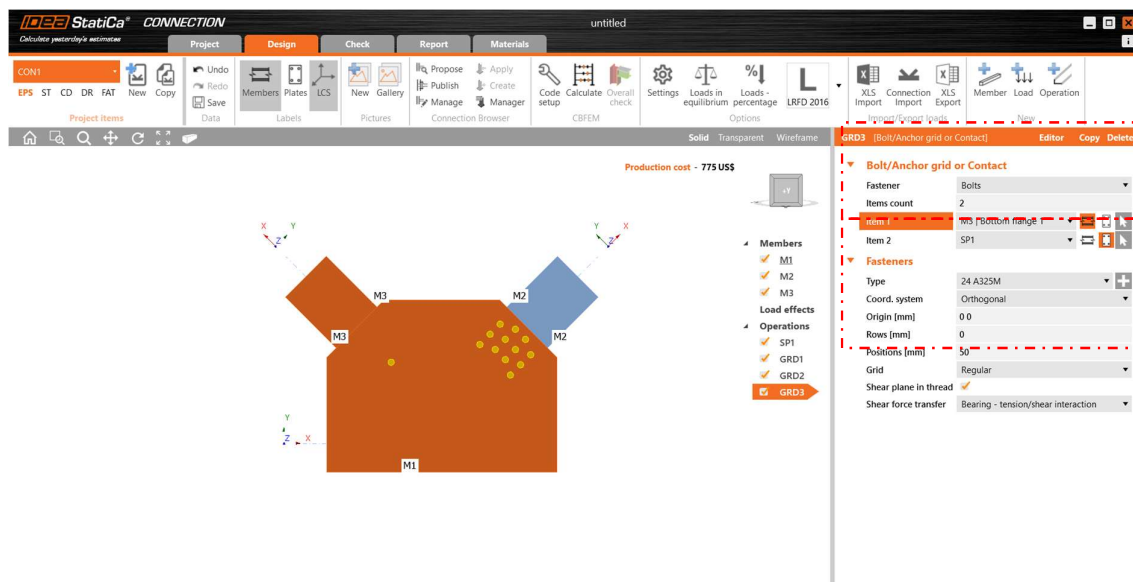 IDEA StatiCa® CONNECTION
untitled
Calculate yesterday's estimates
Project Design Check Report Materials
CON1
EPS ST CD DR FAT
New Copy
Project Items
Undo
Redo
Save
Data
Members Plates LCS
Labels
New Gallery
Pictures
Propose Apply
Publish Create
Manage Manager
Connection Browser
Code setup Calculate Overall check
CBFEM
Settings Loads in equilibrium Loads - percentage LRFD 2016
Options
XLS Import Connection Import XLS Export
Import/Export loads
Member Load Operation
New
Solid Transparent Wireframe
Production cost - 775 US$
+Y
X Y Z
X Y Z
M3
M2
M3
M2
Y
Z X
M1
Members
M1
M2
M3
Load effects
Operations
SP1
GRD1
GRD2
GRD3
GRD3 [Bolt/Anchor grid or Contact] Editor Copy Delete
Bolt/Anchor grid or Contact
Fastener Bolts
Items count 2
Item 1 M3 | Bottom flange 1
Item 2 SP1
Fasteners
Type 24 A325M
Coord. system Orthogonal
Origin [mm] 0 0
Rows [mm] 0
Positions [mm] 50
Grid Regular
Shear plane in thread
Shear force transfer Bearing - tension/shear interaction